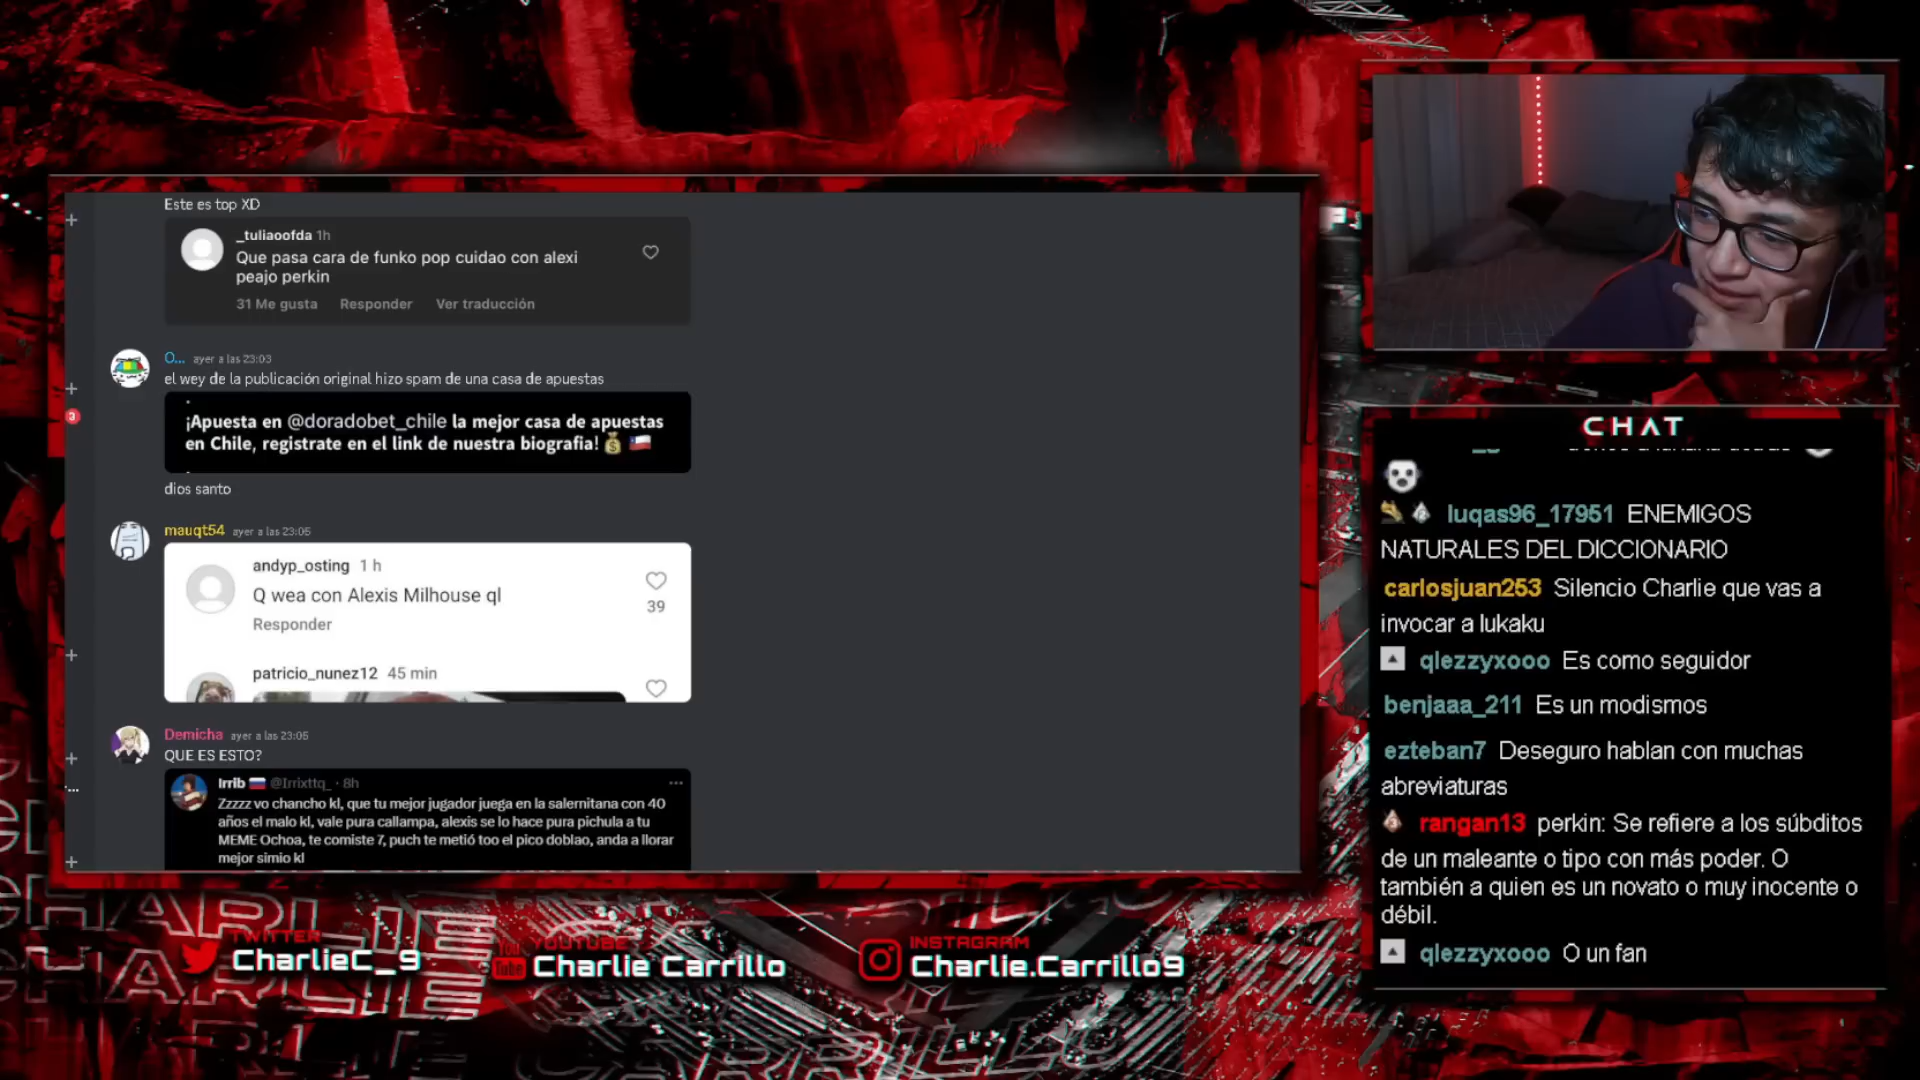 Este es top XD
_tuliaoofda 1h
Que pasa cara de funko pop cuidao con alexi
peajo perkin
31 Me gusta Responder Ver traducción
O... ayer a las 23:03
el wey de la publicación original hizo spam de una casa de apuestas
¡Apuesta en @doradobet_chile la mejor casa de apuestas
en Chile, registrate en el link de nuestra biografia!
3
dios santo
mauqt54 ayer a las 23:05
andyp_osting 1 h
Q wea con Alexis Milhouse ql
39
Responder
patricio_nunez12 45 min
Demicha ayer a las 23:05
QUE ES ESTO?
Irrib @Irrixttq_ · 8h
Zzzzz vo chancho kl, que tu mejor jugador juega en la salernitana con 40
años el malo kl, vale pura callampa, alexis se lo hace pura pichula a tu
MEME Ochoa, te comiste 7, puch te metió too el pico doblao, anda a llorar
mejor simio kl
CHAT
luqas96_17951 ENEMIGOS
NATURALES DEL DICCIONARIO
carlosjuan253 Silencio Charlie que vas a
invocar a lukaku
qlezzyxooo Es como seguidor
benjaaa_211 Es un modismos
ezteban7 Deseguro hablan con muchas
abreviaturas
rangan13 perkin: Se refiere a los súbditos
de un maleante o tipo con más poder. O
también a quien es un novato o muy inocente o
débil.
qlezzyxooo O un fan
TWITTER
CharlieC_9
You Tube
YOUTUBE
Charlie Carrillo
INSTAGRAM
Charlie.Carrillo9
CHARLIE
CHARLIE
CHARLIE CARRILLO